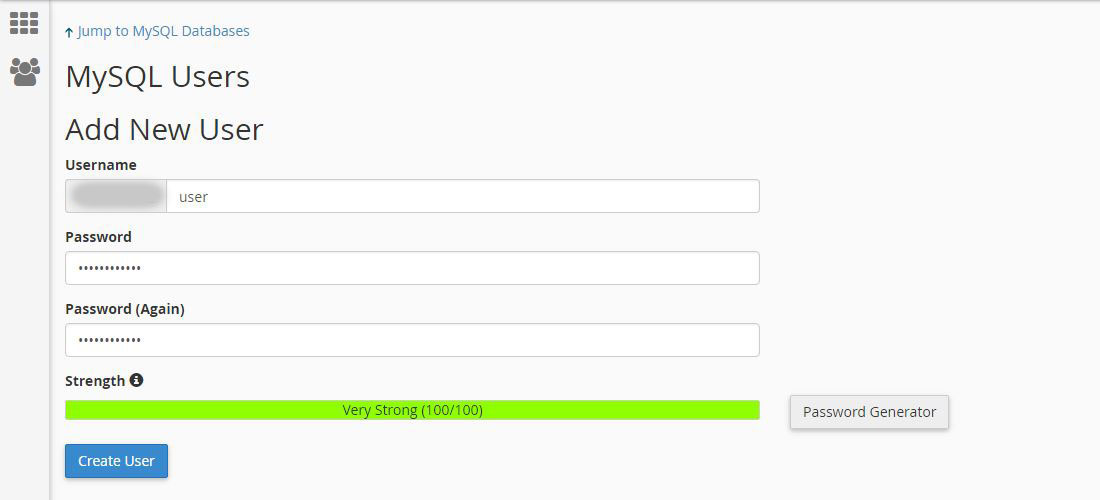 ↑ Jump to MySQL Databases
MySQL Users
Add New User
Username
user
Password
••••••••••••
Password (Again)
••••••••••••
Strength
Very Strong (100/100)
Password Generator
Create User